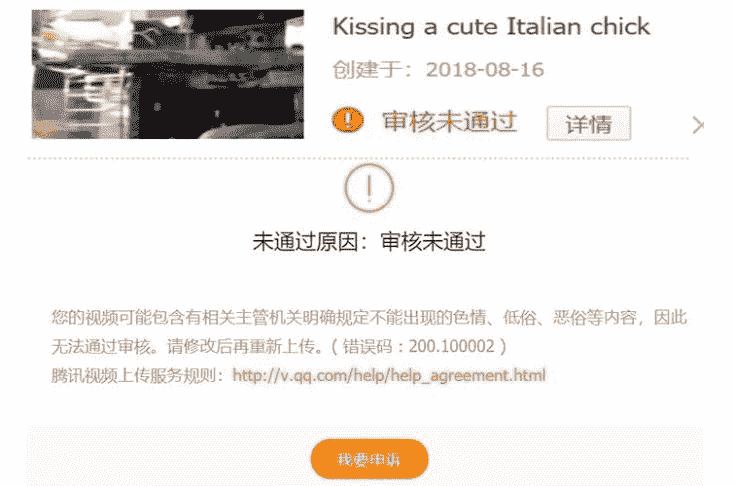 Kissing a cute Italian chick
创建于：2018-08-16
审核未通过
详情
未通过原因：审核未通过
您的视频可能包含有相关主管机关明确规定不能出现的色情、低俗、恶俗等内容，因此
无法通过审核。请修改后再重新上传。( 错误码：200.100002 )
腾讯视频上传服务规则：http://v.qq.com/help/help_agreement.html
我要申诉